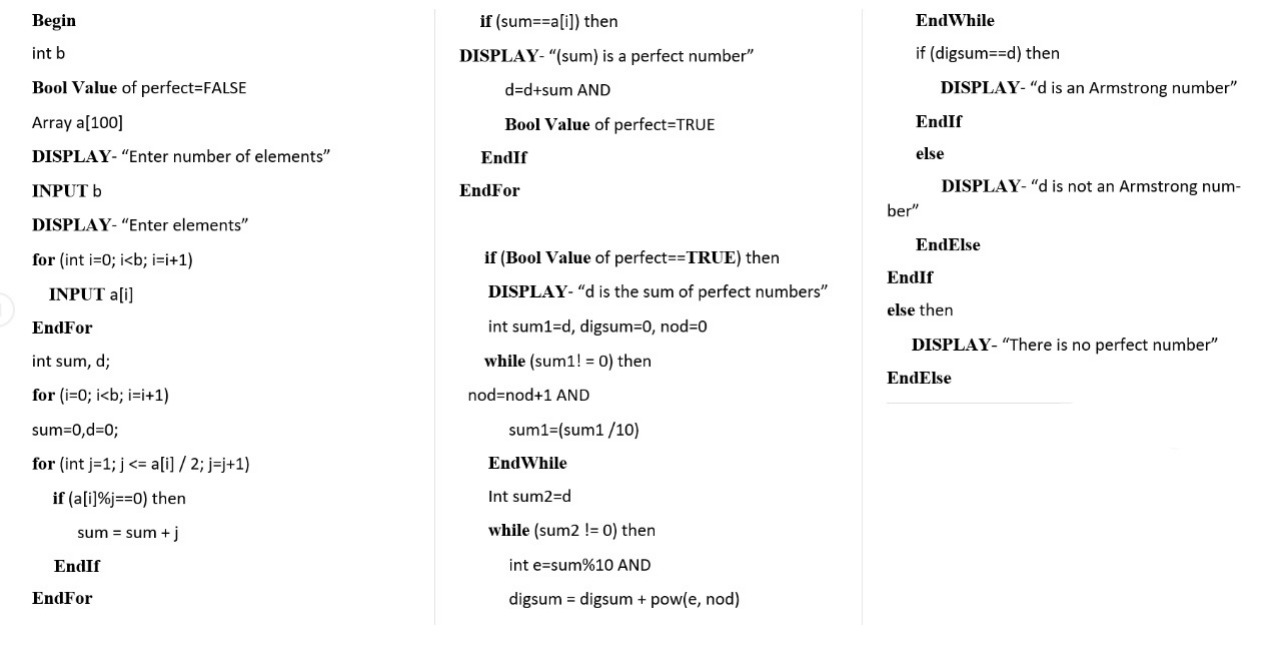 Begin
int b
Bool Value of perfect=FALSE
Array a[100]
DISPLAY- “Enter number of elements”
INPUT b
DISPLAY- “Enter elements”
for (int i=0; i<b; i=i+1)
INPUT a[i]
EndFor
int sum, d;
for (i=0; i<b; i=i+1)
sum=0,d=0;
for (int j=1; j <= a[i] / 2; j=j+1)
if (a[i]%j==0) then
sum = sum + j
EndIf
EndFor
if (sum==a[i]) then
DISPLAY- “(sum) is a perfect number”
d=d+sum AND
Bool Value of perfect=TRUE
EndIf
EndFor
if (Bool Value of perfect==TRUE) then
DISPLAY- “d is the sum of perfect numbers”
int sum1=d, digsum=0, nod=0
while (sum1! = 0) then
nod=nod+1 AND
sum1=(sum1 /10)
EndWhile
Int sum2=d
while (sum2 != 0) then
int e=sum%10 AND
digsum = digsum + pow(e, nod)
EndWhile
if (digsum==d) then
DISPLAY- “d is an Armstrong number”
EndIf
else
DISPLAY- “d is not an Armstrong num-
ber”
EndElse
EndIf
else then
DISPLAY- “There is no perfect number”
EndElse